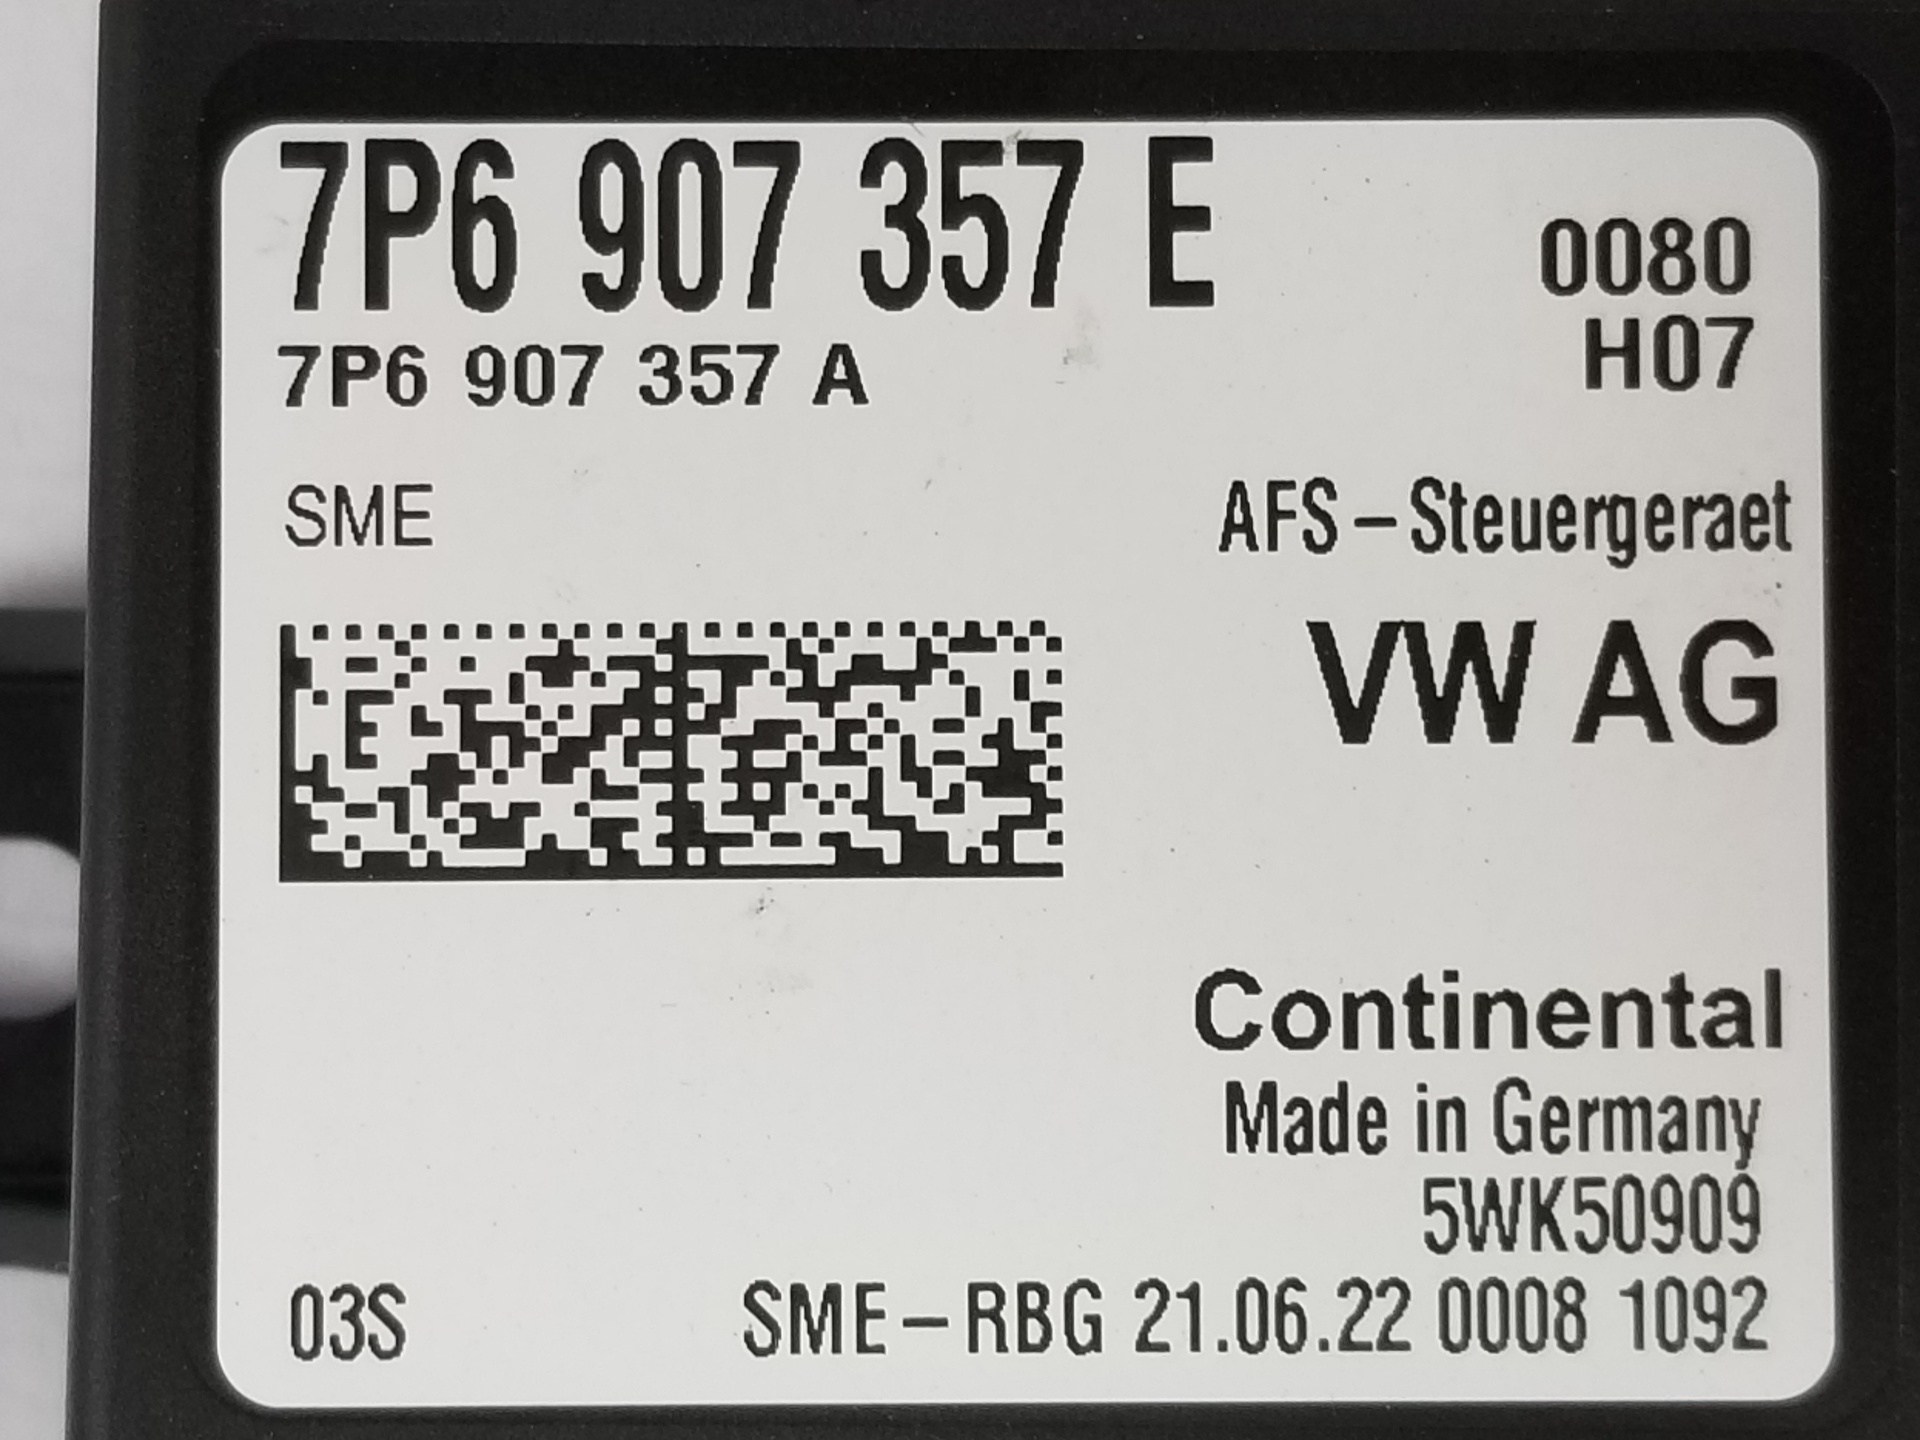 7P6 907 357 E
0080
7P6 907 357 A
H07
SME
AFS-Steuergeraet
VW AG
Continental
Made in Germany
5WK50909
03S
SME-RBG 21.06.22 0008 1092